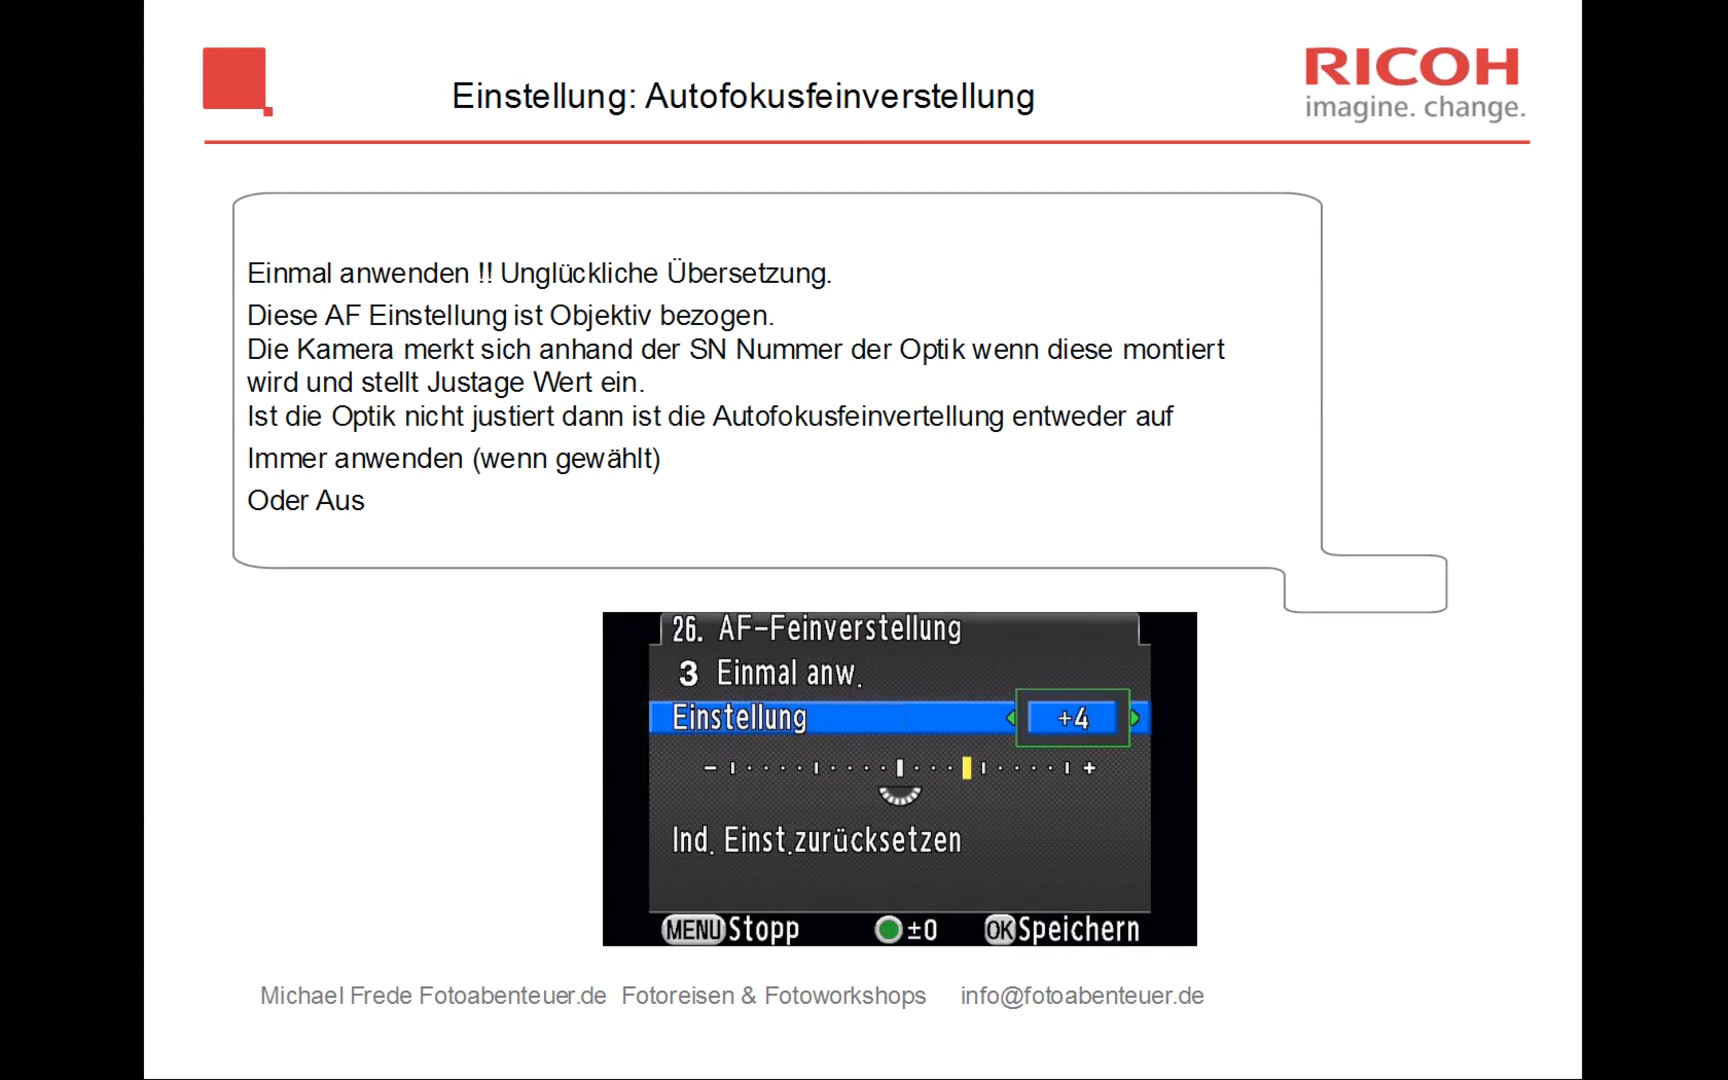 Einstellung: Autofokusfeinverstellung
RICOH
imagine. change.
Einmal anwenden !! Unglückliche Übersetzung.
Diese AF Einstellung ist Objektiv bezogen.
Die Kamera merkt sich anhand der SN Nummer der Optik wenn diese montiert
wird und stellt Justage Wert ein.
Ist die Optik nicht justiert dann ist die Autofokusfeinvertellung entweder auf
Immer anwenden (wenn gewählt)
Oder Aus
26. AF-Feinverstellung
3 Einmal anw.
Einstellung +4
- +
Ind. Einst.zurücksetzen
MENU Stopp ±0 OK Speichern
Michael Frede Fotoabenteuer.de Fotoreisen & Fotoworkshops info@fotoabenteuer.de